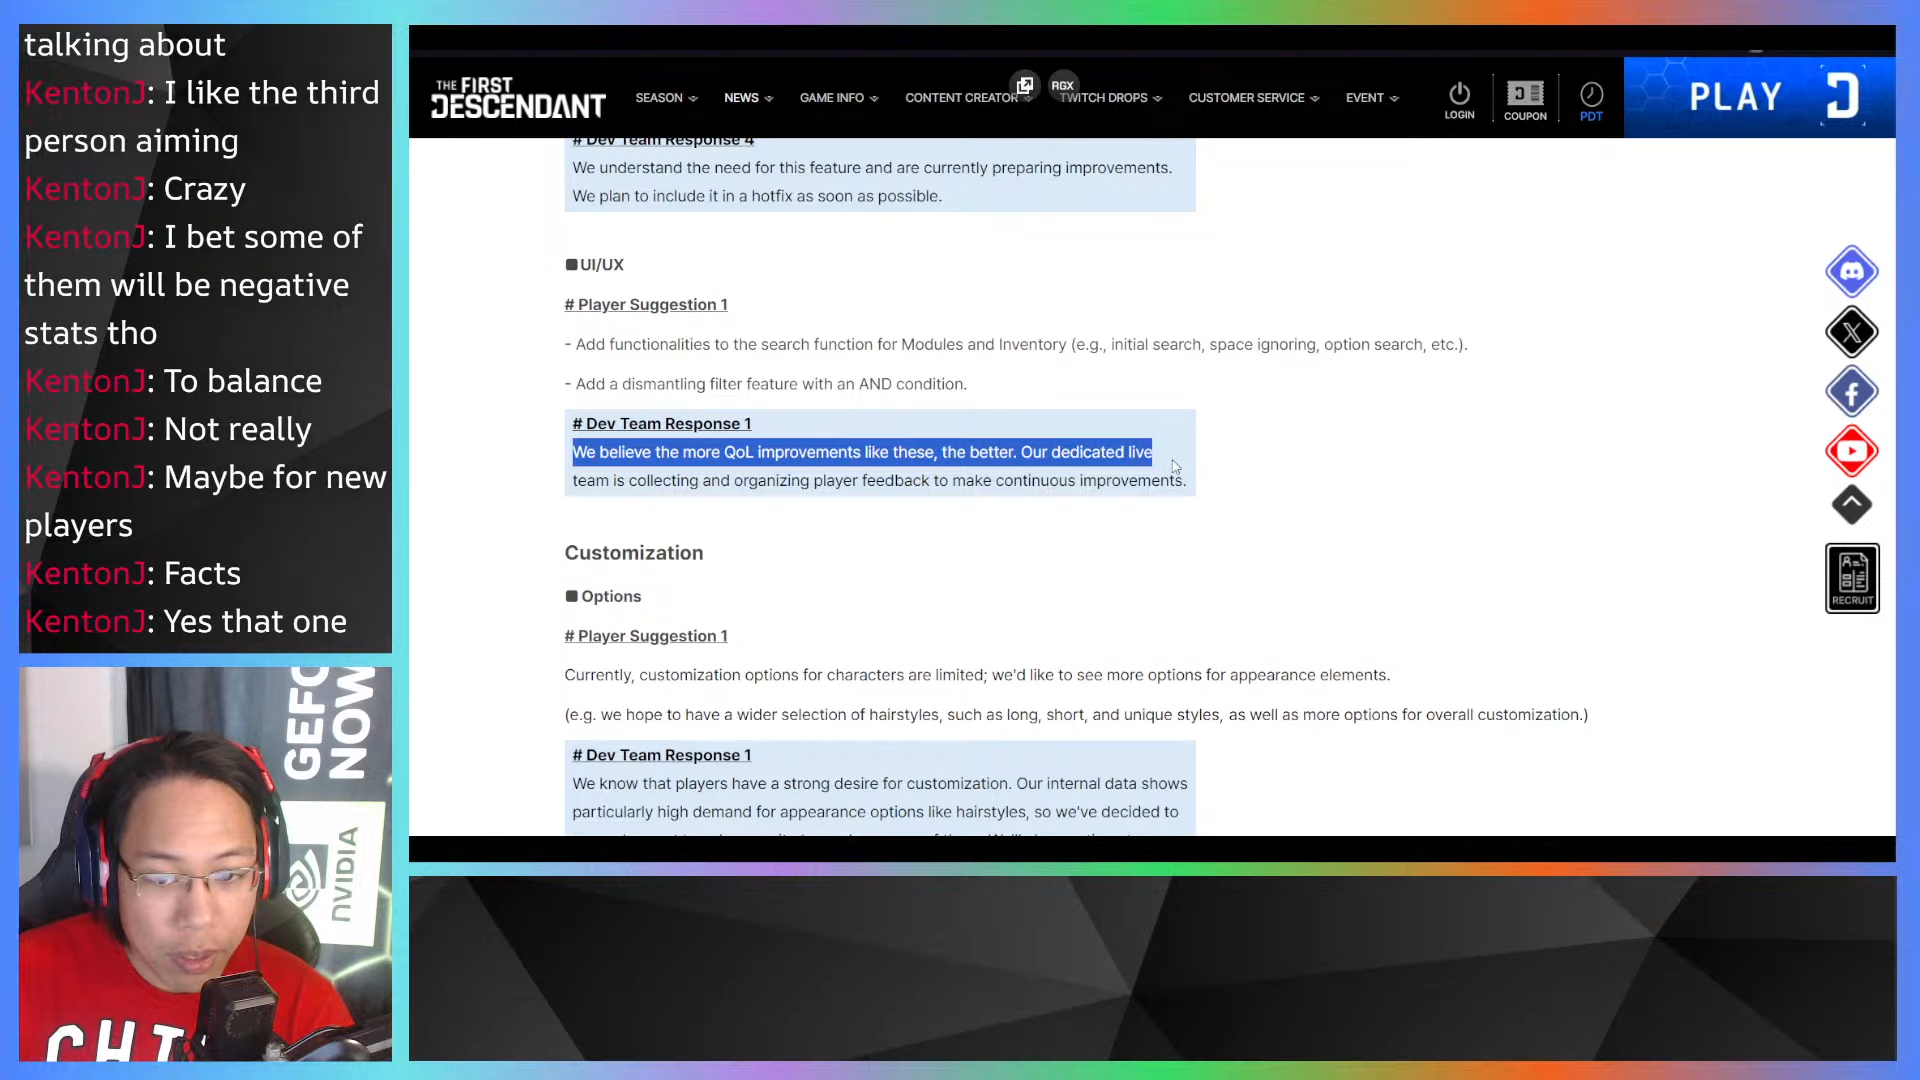 talking about
KentonJ: I like the third
person aiming
KentonJ: Crazy
KentonJ: I bet some of
them will be negative
stats tho
KentonJ: To balance
KentonJ: Not really
KentonJ: Maybe for new
players
KentonJ: Facts
KentonJ: Yes that one
GEFO
NOW
NVIDIA
THE FIRST
DESCENDANT
SEASON
NEWS
GAME INFO
CONTENT CREATOR
RGX
TWITCH DROPS
CUSTOMER SERVICE
EVENT
LOGIN
COUPON
PDT
PLAY
# Dev Team Response 4
We understand the need for this feature and are currently preparing improvements.
We plan to include it in a hotfix as soon as possible.
UI/UX
# Player Suggestion 1
- Add functionalities to the search function for Modules and Inventory (e.g., initial search, space ignoring, option search, etc.).
- Add a dismantling filter feature with an AND condition.
# Dev Team Response 1
We believe the more QoL improvements like these, the better. Our dedicated live
team is collecting and organizing player feedback to make continuous improvements.
Customization
Options
# Player Suggestion 1
Currently, customization options for characters are limited; we'd like to see more options for appearance elements.
(e.g. we hope to have a wider selection of hairstyles, such as long, short, and unique styles, as well as more options for overall customization.)
# Dev Team Response 1
We know that players have a strong desire for customization. Our internal data shows
particularly high demand for appearance options like hairstyles, so we've decided to
RECRUIT